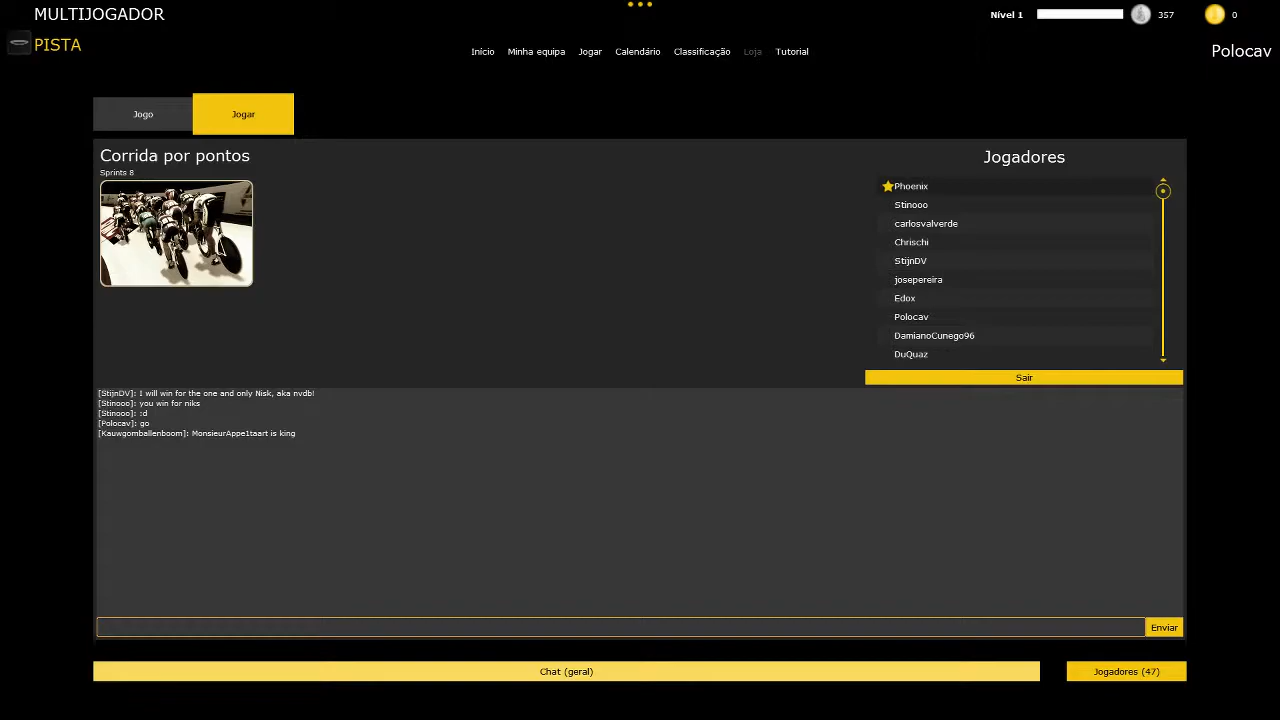 MULTIJOGADOR
Nível 1
357
0
PISTA
Início Minha equipa Jogar Calendário Classificação Loja Tutorial
Polocav
Jogo Jogar
Corrida por pontos
Sprints 8
Jogadores
Phoenix
Stinooo
carlosvalverde
Chrischi
StijnDV
josepereira
Edox
Polocav
DamianoCunego96
DuQuaz
Sair
[StijnDV]: I will win for the one and only Nisk, aka nvdb!
[Stinooo]: you win for niks
[Stinooo]: :d
[Polocav]: go
[Kauwgomballenboom]: MonsieurAppe1taart is king
Enviar
Chat (geral)
Jogadores (47)